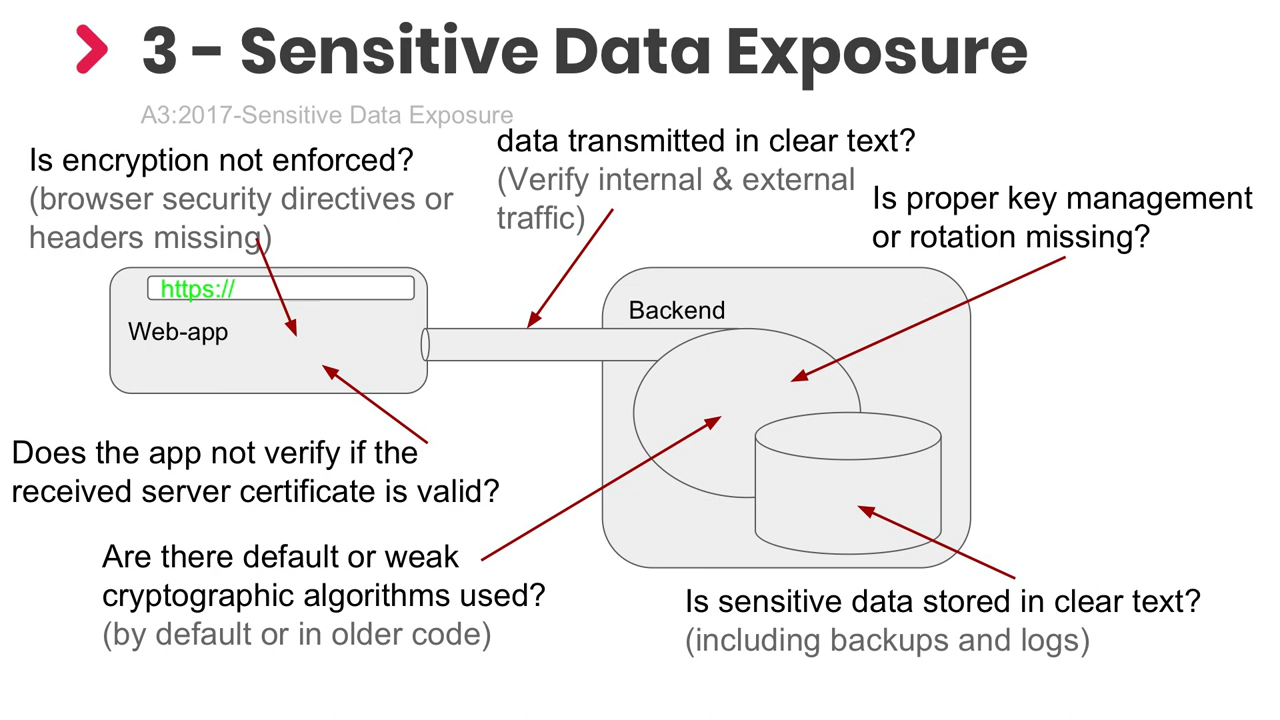 3 – Sensitive Data Exposure
A3:2017-Sensitive Data Exposure
data transmitted in clear text?
(Verify internal & external
traffic)
Is encryption not enforced?
(browser security directives or
headers missing)
Is proper key management
or rotation missing?
https://
Web-app
Backend
Does the app not verify if the
received server certificate is valid?
Are there default or weak
cryptographic algorithms used?
(by default or in older code)
Is sensitive data stored in clear text?
(including backups and logs)